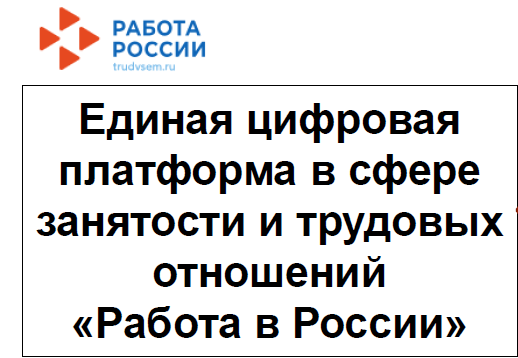 РАБОТА
РОССИИ
trudvsem.ru
Единая цифровая
платформа в сфере
занятости и трудовых
отношений
«Работа в России»